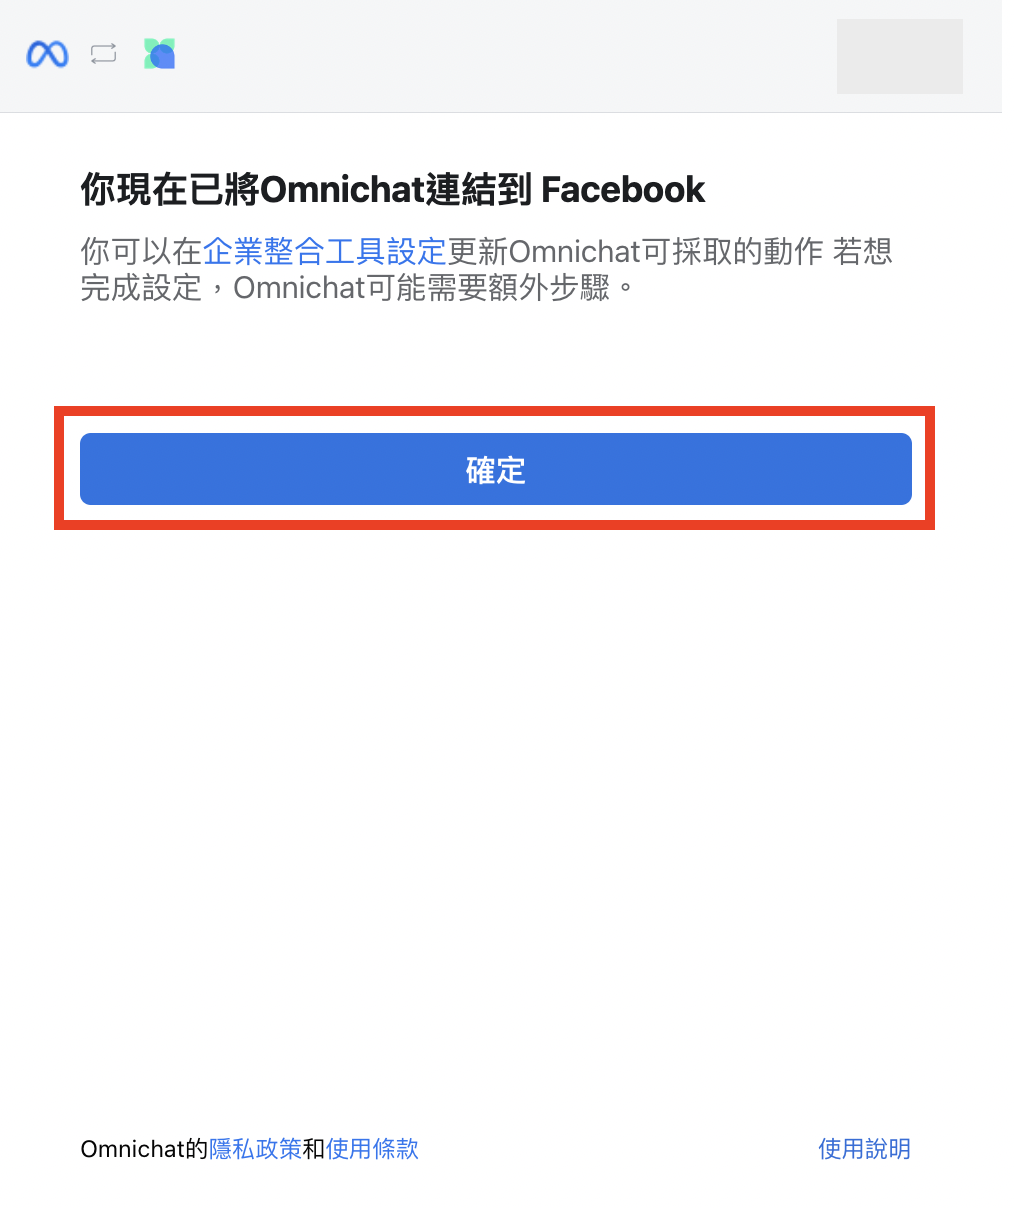 你現在已將Omnichat連結到 Facebook
你可以在企業整合工具設定更新Omnichat可採取的動作 若想
完成設定，Omnichat可能需要額外步驟。
確定
Omnichat的隱私政策和使用條款
使用說明